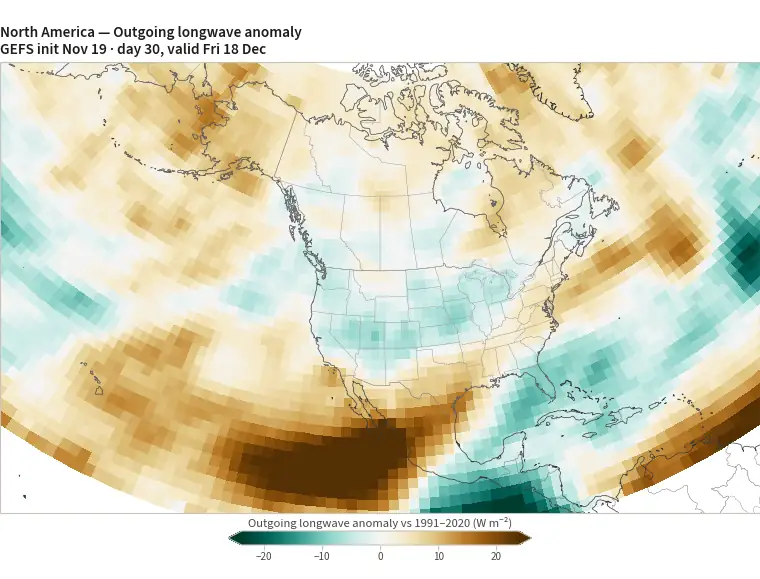 North America — Outgoing longwave anomaly
GEFS init Nov 19 · day 30, valid Fri 18 Dec
Outgoing longwave anomaly vs 1991–2020 (W m⁻²)
−20 −10 0 10 20